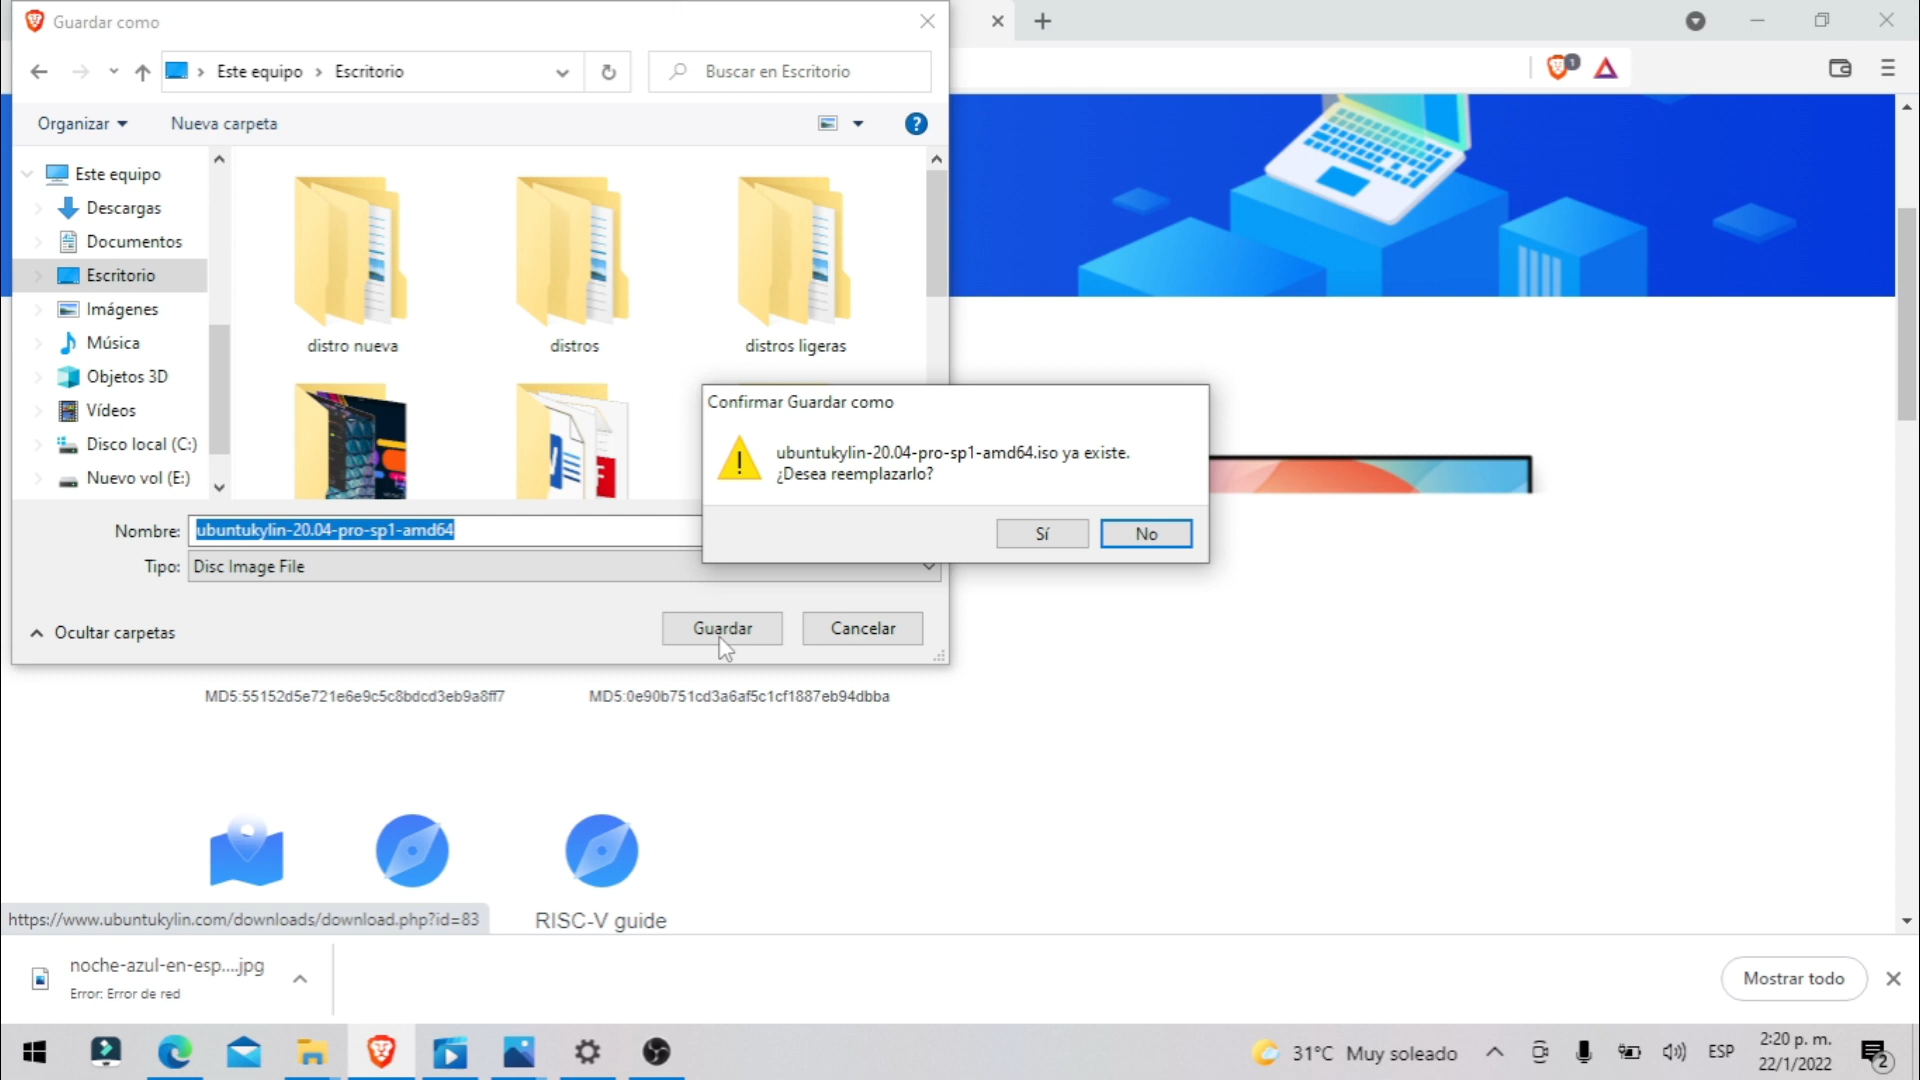 Guardar como
Este equipo
Escritorio
Buscar en Escritorio
1
Organizar
Nueva carpeta
?
Este equipo
Descargas
Documentos
Escritorio
Imágenes
Música
Objetos 3D
Vídeos
Disco local (C:)
Nuevo vol (E:)
distro nueva
distros
distros ligeras
Confirmar Guardar como
ubuntukylin-20.04-pro-sp1-amd64.iso ya existe.
¿Desea reemplazarlo?
Sí
No
Nombre:
ubuntukylin-20.04-pro-sp1-amd64
Tipo:
Disc Image File
Ocultar carpetas
Guardar
Cancelar
MD5:55152d5e721e6e9c5c8bdcd3eb9a8ff7
MD5:0e90b751cd3a6af5c1cf1887eb94dbba
https://www.ubuntukylin.com/downloads/download.php?id=83
RISC-V guide
noche-azul-en-esp....jpg
Error: Error de red
Mostrar todo
31°C Muy soleado
ESP
2:20 p. m.
22/1/2022
2